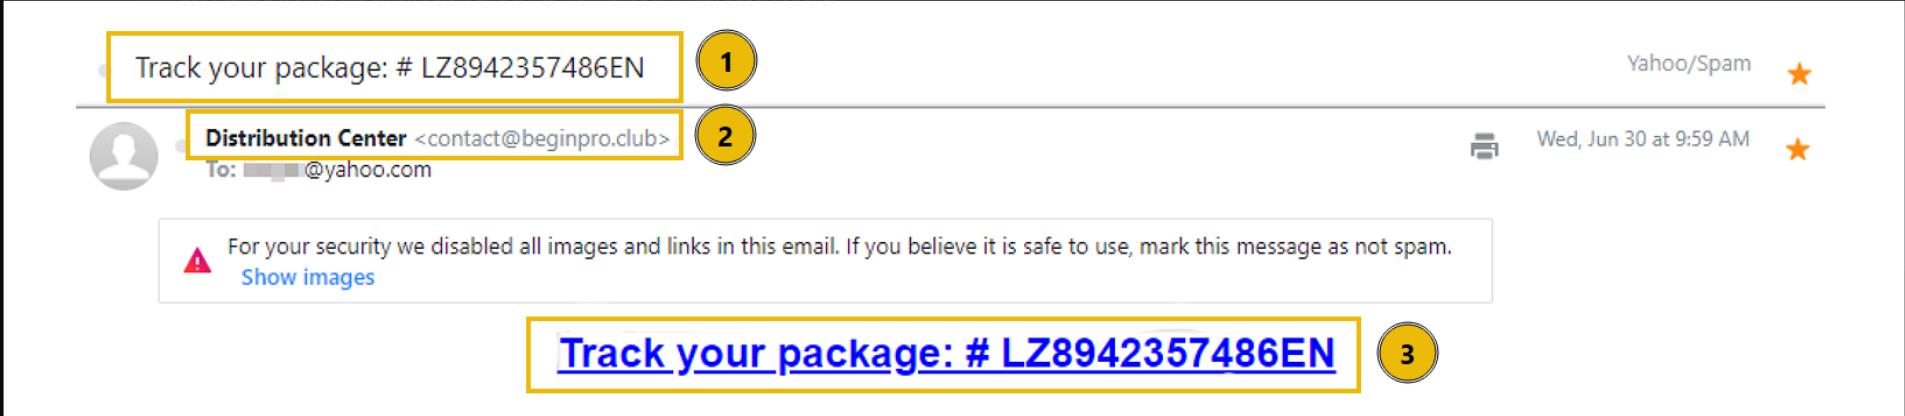 Track your package: # LZ8942357486EN
1
Yahoo/Spam
Distribution Center <contact@beginpro.club>
2
Wed, Jun 30 at 9:59 AM
To: @yahoo.com
For your security we disabled all images and links in this email. If you believe it is safe to use, mark this message as not spam.
Show images
Track your package: # LZ8942357486EN
3